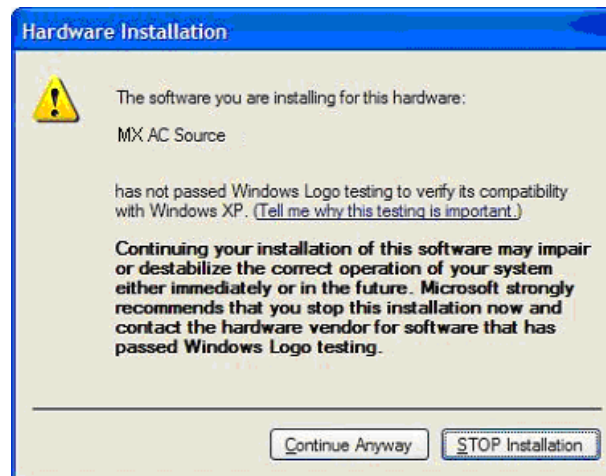 Hardware Installation
The software you are installing for this hardware:
MX AC Source
has not passed Windows Logo testing to verify its compatibility
with Windows XP. (Tell me why this testing is important.)
Continuing your installation of this software may impair
or destabilize the correct operation of your system
either immediately or in the future. Microsoft strongly
recommends that you stop this installation now and
contact the hardware vendor for software that has
passed Windows Logo testing.
Continue Anyway
STOP Installation